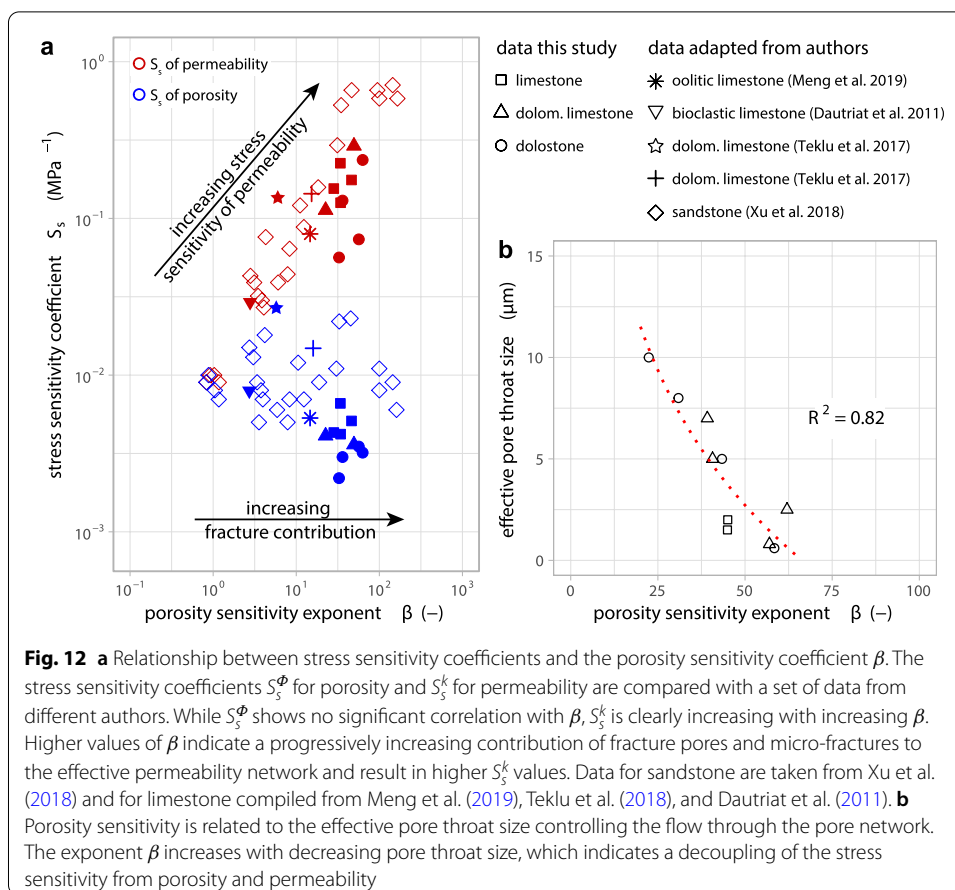 a
S_s of permeability
S_s of porosity
increasing stress
sensitivity of permeability
increasing
fracture contribution
stress sensitivity coefficient S_s (MPa ⁻¹)
10⁰
10⁻¹
10⁻²
10⁻³
10⁻¹ 10⁰ 10¹ 10² 10³
porosity sensitivity exponent β (−)
data this study
limestone
dolom. limestone
dolostone
data adapted from authors
oolitic limestone (Meng et al. 2019)
bioclastic limestone (Dautriat et al. 2011)
dolom. limestone (Teklu et al. 2017)
dolom. limestone (Teklu et al. 2017)
sandstone (Xu et al. 2018)
b
effective pore throat size (μm)
15
10
5
0
R² = 0.82
0 25 50 75 100
porosity sensitivity exponent β (−)
Fig. 12 a Relationship between stress sensitivity coefficients and the porosity sensitivity coefficient β. The
stress sensitivity coefficients S_s^Φ for porosity and S_s^k for permeability are compared with a set of data from
different authors. While S_s^Φ shows no significant correlation with β, S_s^k is clearly increasing with increasing β.
Higher values of β indicate a progressively increasing contribution of fracture pores and micro-fractures to
the effective permeability network and result in higher S_s^k values. Data for sandstone are taken from Xu et al.
(2018) and for limestone compiled from Meng et al. (2019), Teklu et al. (2018), and Dautriat et al. (2011). b
Porosity sensitivity is related to the effective pore throat size controlling the flow through the pore network.
The exponent β increases with decreasing pore throat size, which indicates a decoupling of the stress
sensitivity from porosity and permeability